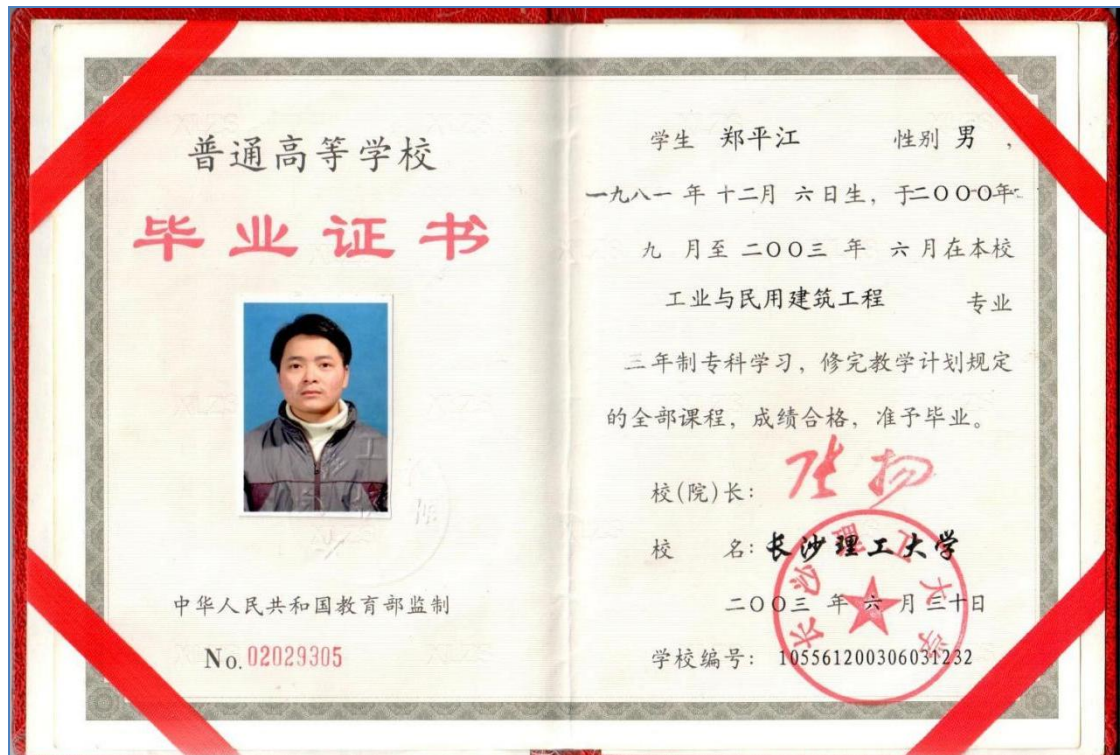 普通高等学校
毕业证书
中华人民共和国教育部监制
No.02029305
学生 郑平江 性别 男 ,
一九八一 年 十二月 六 日生, 于二〇〇〇年
九 月至 二〇〇三 年 六 月在本校
工业与民用建筑工程 专业
三年制专科学习, 修完教学计划规定
的全部课程, 成绩合格, 准予毕业。
校(院)长:
校 名: 长沙理工大学
二〇〇三 年 六 月 三十日
学校编号: 105561200306031232
长沙理工大学